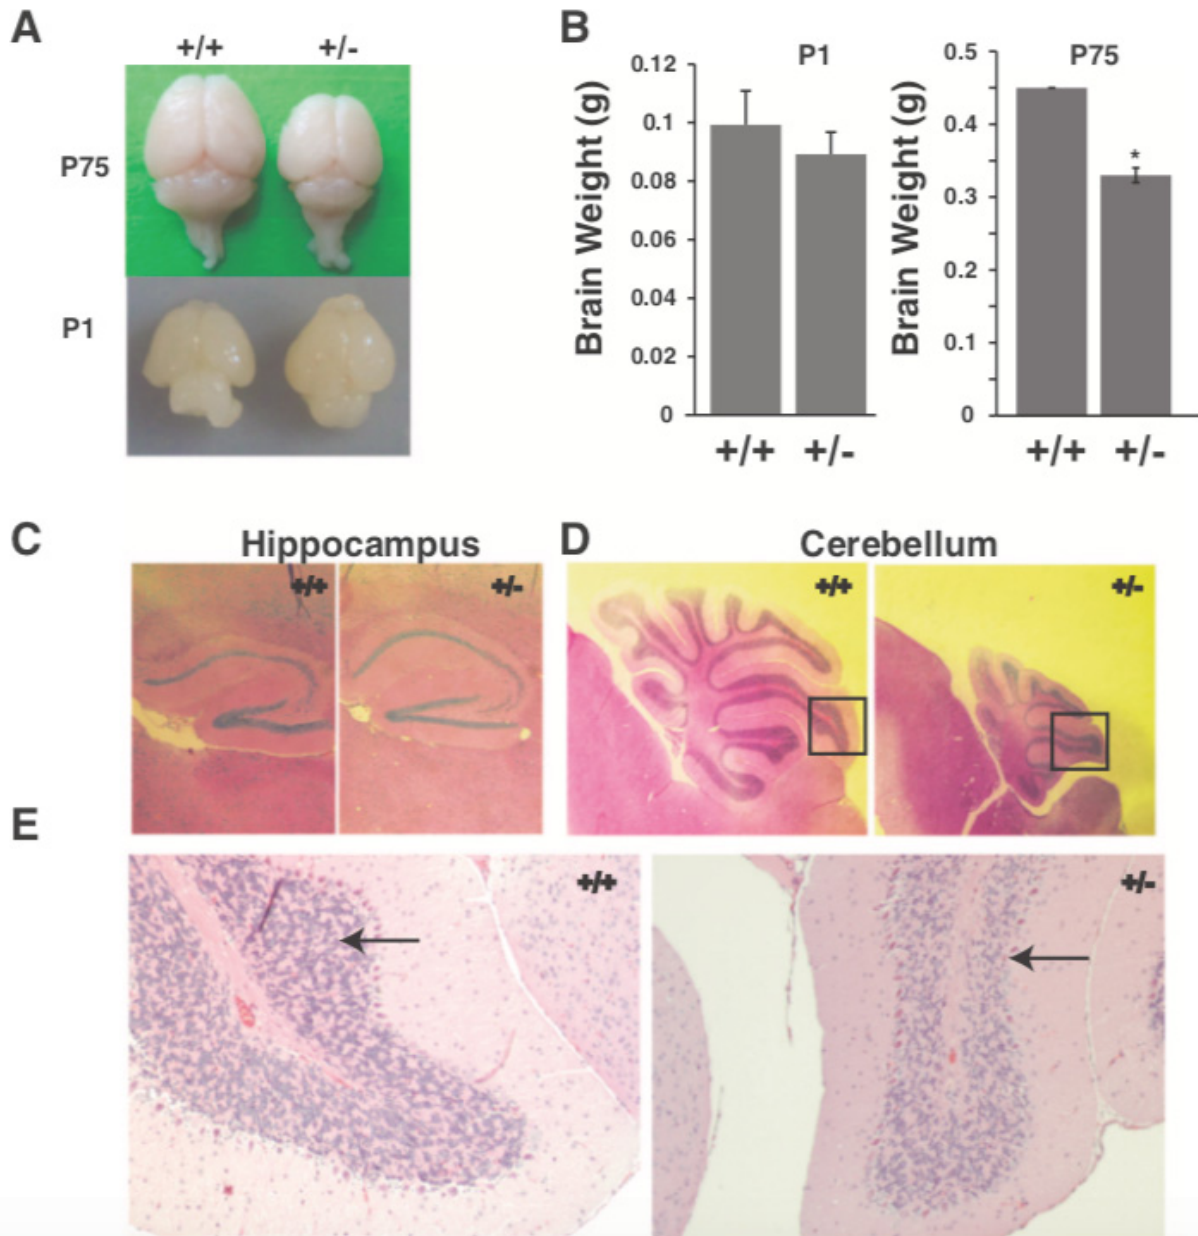 A
+/+ +/-
P75
P1
B
P1
Brain Weight (g)
0.12
0.1
0.08
0.06
0.04
0.02
0
+/+ +/-
P75
Brain Weight (g)
0.5
0.4
0.3
0.2
0.1
0
*
+/+ +/-
C
Hippocampus
+/+
+/-
D
Cerebellum
+/+
+/-
E
+/+
+/-